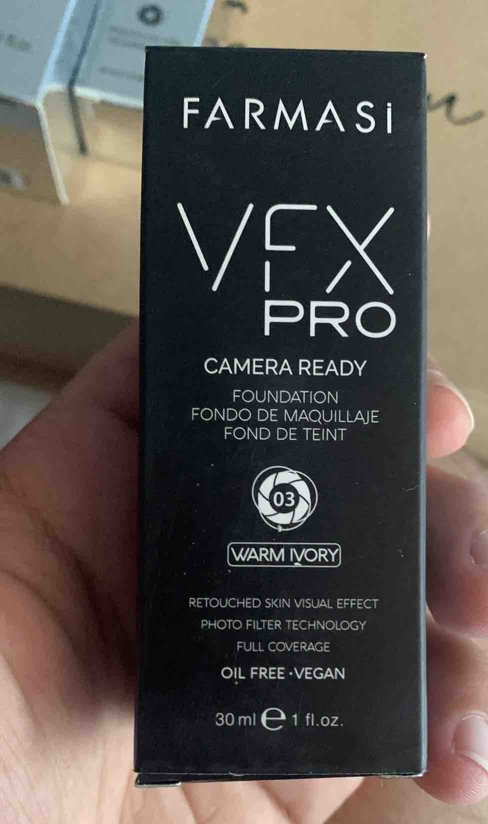 FARMASi
VFX
PRO
CAMERA READY
FOUNDATION
FONDO DE MAQUILLAJE
FOND DE TEINT
03
WARM IVORY
RETOUCHED SKIN VISUAL EFFECT
PHOTO FILTER TECHNOLOGY
FULL COVERAGE
OIL FREE · VEGAN
30 ml ℮ 1 fl.oz.